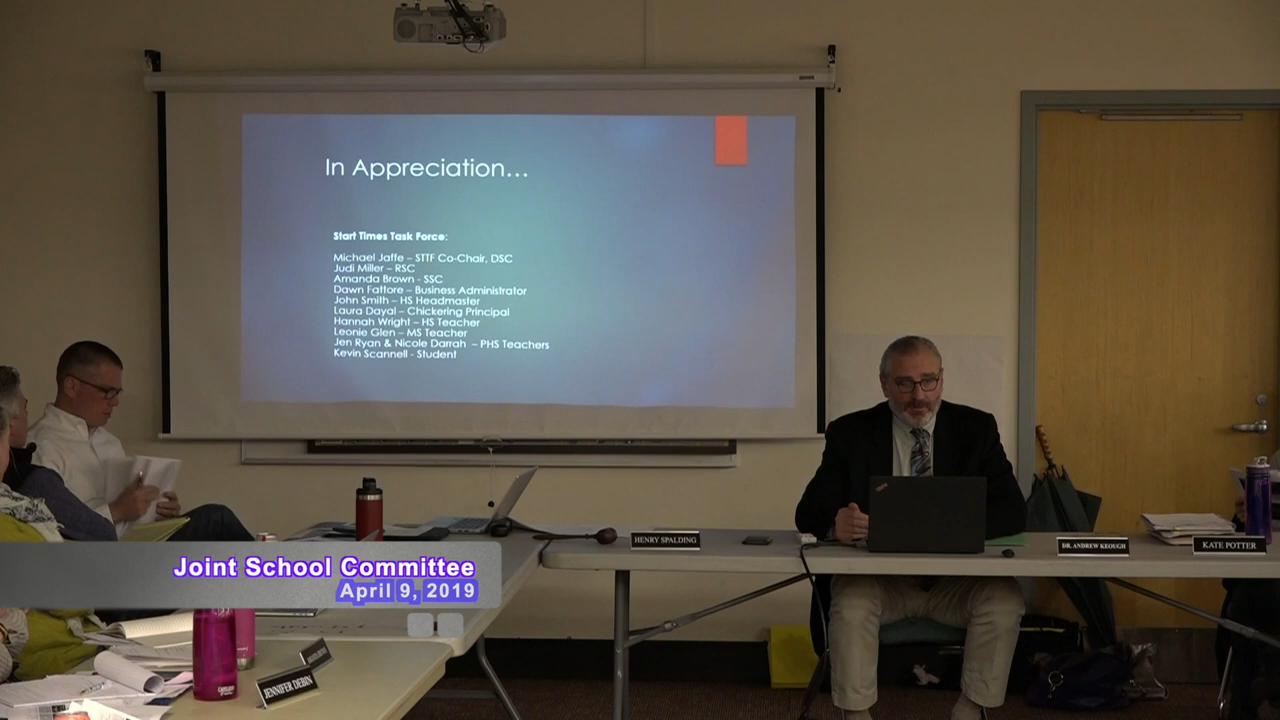 In Appreciation...
Start Times Task Force:
Michael Jaffe – STTF Co-Chair, DSC
Judi Miller – RSC
Amanda Brown - SSC
Dawn Fattore – Business Administrator
John Smith – HS Headmaster
Laura Dayal – Chickering Principal
Hannah Wright – HS Teacher
Leonie Glen – MS Teacher
Jen Ryan & Nicole Darrah – PHS Teachers
Kevin Scannell - Student
HENRY SPALDING
DR. ANDREW KEOUGH
KATE POTTER
Joint School Committee
April 9, 2019
JENNIFER DEBIN